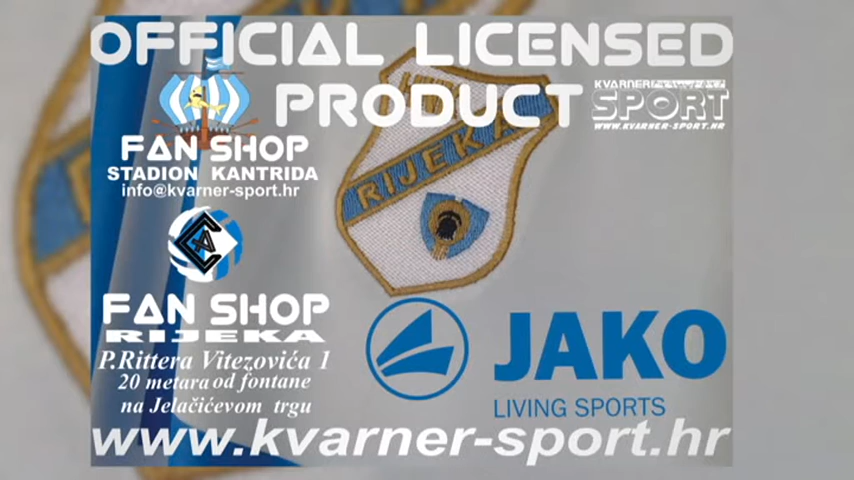 OFFICIAL LICENSED
PRODUCT
KVARNER
SPORT
WWW.KVARNER-SPORT.HR
FAN SHOP
STADION KANTRIDA
info@kvarner-sport.hr
RIJEKA
FAN SHOP
RIJEKA
P.Rittera Vitezovića 1
20 metara od fontane
na Jelačićevom trgu
JAKO
LIVING SPORTS
www.kvarner-sport.hr